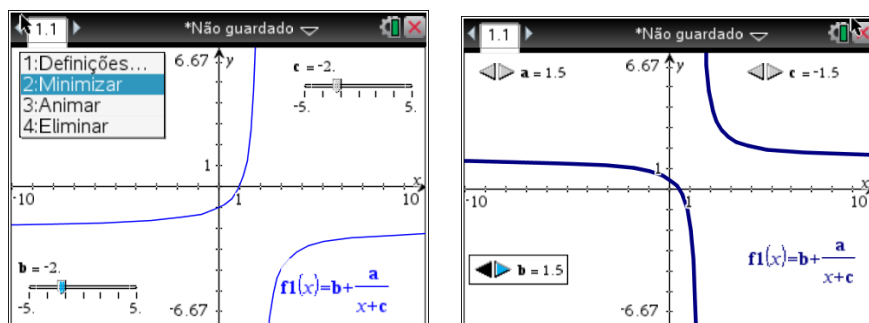 1.1
*Não guardado
1:Definições...
2:Minimizar
3:Animar
4:Eliminar
6.67
y
c = -2.
-5.
5.
1
x
-10
1
10
b = -2.
-5.
5.
-6.67
f1(x)=b+a/(x+c)
1.1
*Não guardado
a = 1.5
6.67
y
c = -1.5
1
x
-10
1
10
b = 1.5
f1(x)=b+a/(x+c)
-6.67